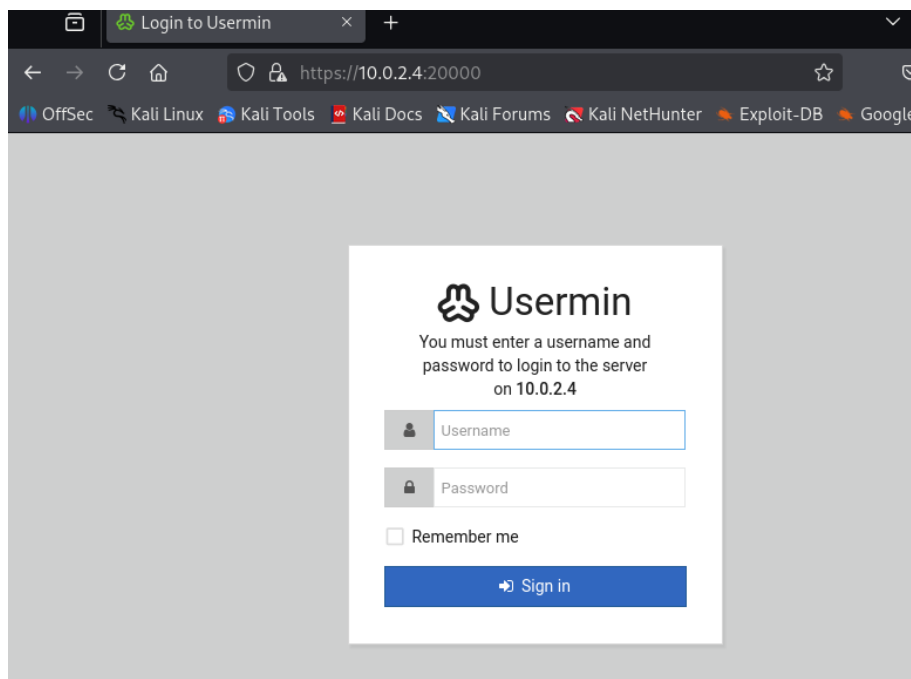 Login to Usermin
https://10.0.2.4:20000
OffSec Kali Linux Kali Tools Kali Docs Kali Forums Kali NetHunter Exploit-DB Google
Usermin
You must enter a username and
password to login to the server
on 10.0.2.4
Username
Password
Remember me
Sign in